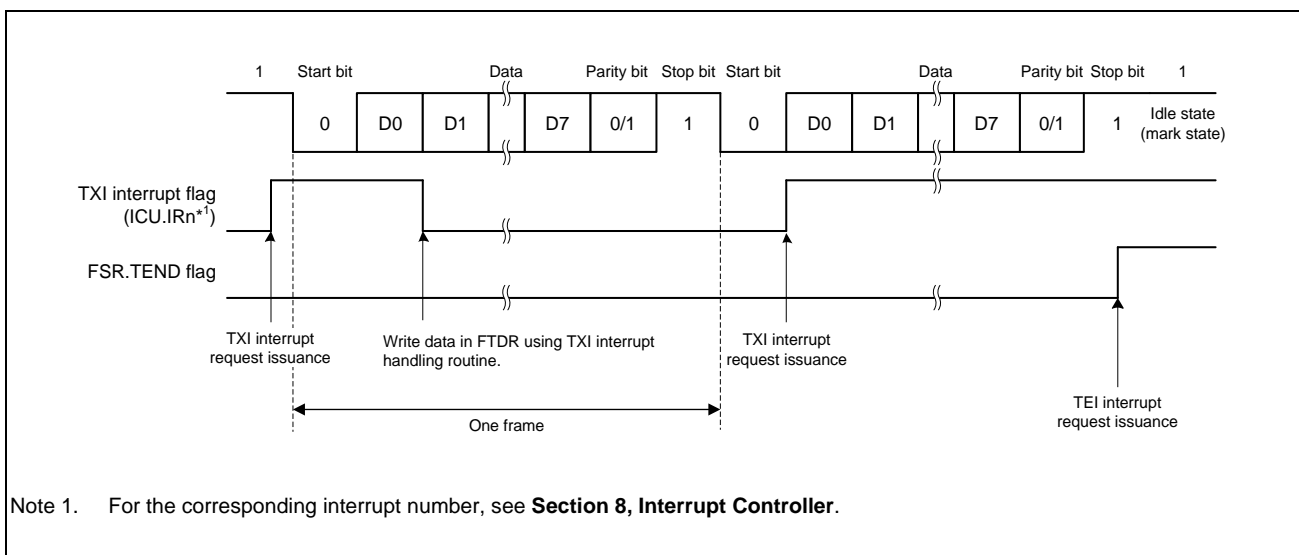 1 Start bit Data Parity bit Stop bit Start bit Data Parity bit Stop bit 1
0 D0 D1 D7 0/1 1 0 D0 D1 D7 0/1 1 Idle state
(mark state)
TXI interrupt flag
(ICU.IRn*1)
FSR.TEND flag
TXI interrupt
request issuance
Write data in FTDR using TXI interrupt
handling routine.
TXI interrupt
request issuance
TEI interrupt
request issuance
One frame
Note 1. For the corresponding interrupt number, see Section 8, Interrupt Controller.